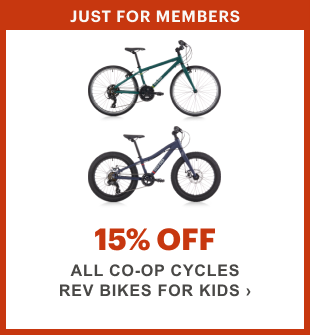 JUST FOR MEMBERS
15% OFF
ALL CO-OP CYCLES
REV BIKES FOR KIDS ›